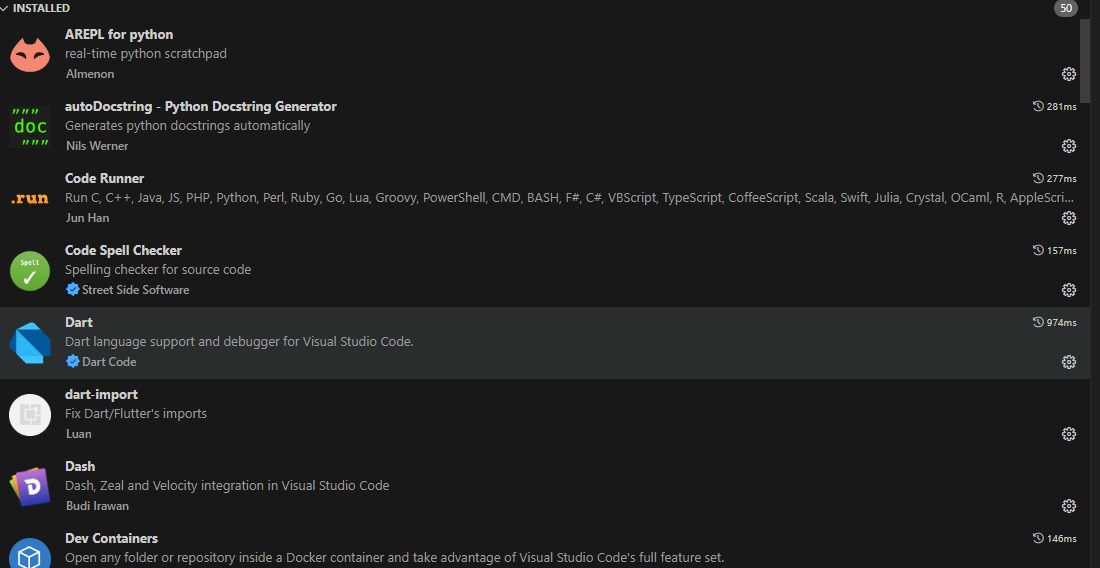 INSTALLED 50
AREPL for python
real-time python scratchpad
Almenon
""" doc """
autoDocstring - Python Docstring Generator 281ms
Generates python docstrings automatically
Nils Werner
.run
Code Runner 277ms
Run C, C++, Java, JS, PHP, Python, Perl, Ruby, Go, Lua, Groovy, PowerShell, CMD, BASH, F#, C#, VBScript, TypeScript, CoffeeScript, Scala, Swift, Julia, Crystal, OCaml, R, AppleScri...
Jun Han
Spell
Code Spell Checker 157ms
Spelling checker for source code
Street Side Software
Dart 974ms
Dart language support and debugger for Visual Studio Code.
Dart Code
dart-import
Fix Dart/Flutter's imports
Luan
D
Dash
Dash, Zeal and Velocity integration in Visual Studio Code
Budi Irawan
Dev Containers 146ms
Open any folder or repository inside a Docker container and take advantage of Visual Studio Code's full feature set.